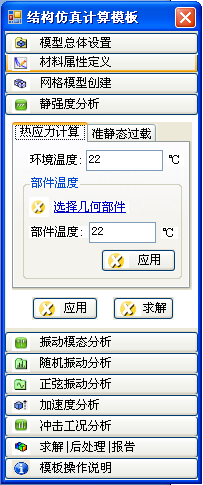 结构仿真计算模板
模型总体设置
材料属性定义
网格模型创建
静强度分析
热应力计算 准静态过载
环境温度: 22 ℃
部件温度
选择几何部件
部件温度: 22 ℃
应用
应用 求解
振动模态分析
随机振动分析
正弦振动分析
加速度分析
冲击工况分析
求解|后处理|报告
模板操作说明